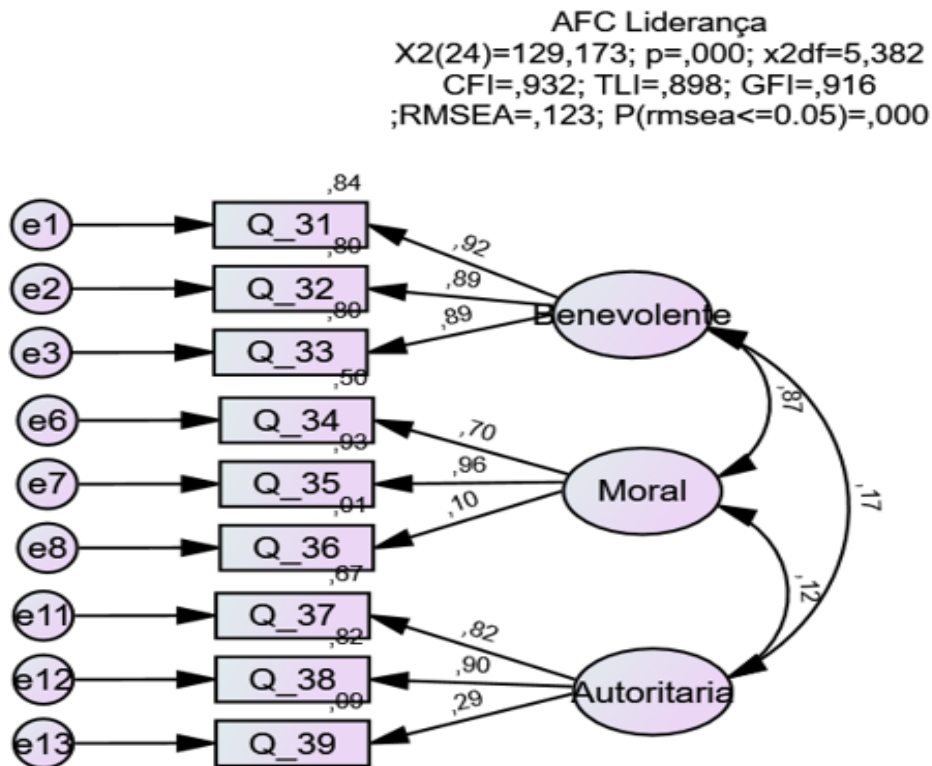 AFC Liderança
X2(24)=129,173; p=,000; x2df=5,382
CFI=,932; TLI=,898; GFI=,916
;RMSEA=,123; P(rmsea<=0.05)=,000
,84
e1 Q_31 ,92
,80
e2 Q_32 ,89 Benevolente
,80
e3 Q_33 ,89
,50
,87
e6 Q_34 ,70
,93
e7 Q_35 ,96 Moral
,17
,01
e8 Q_36 ,10
,67
,12
e11 Q_37 ,82
,82
e12 Q_38 ,90 Autoritaria
,09
e13 Q_39 ,29